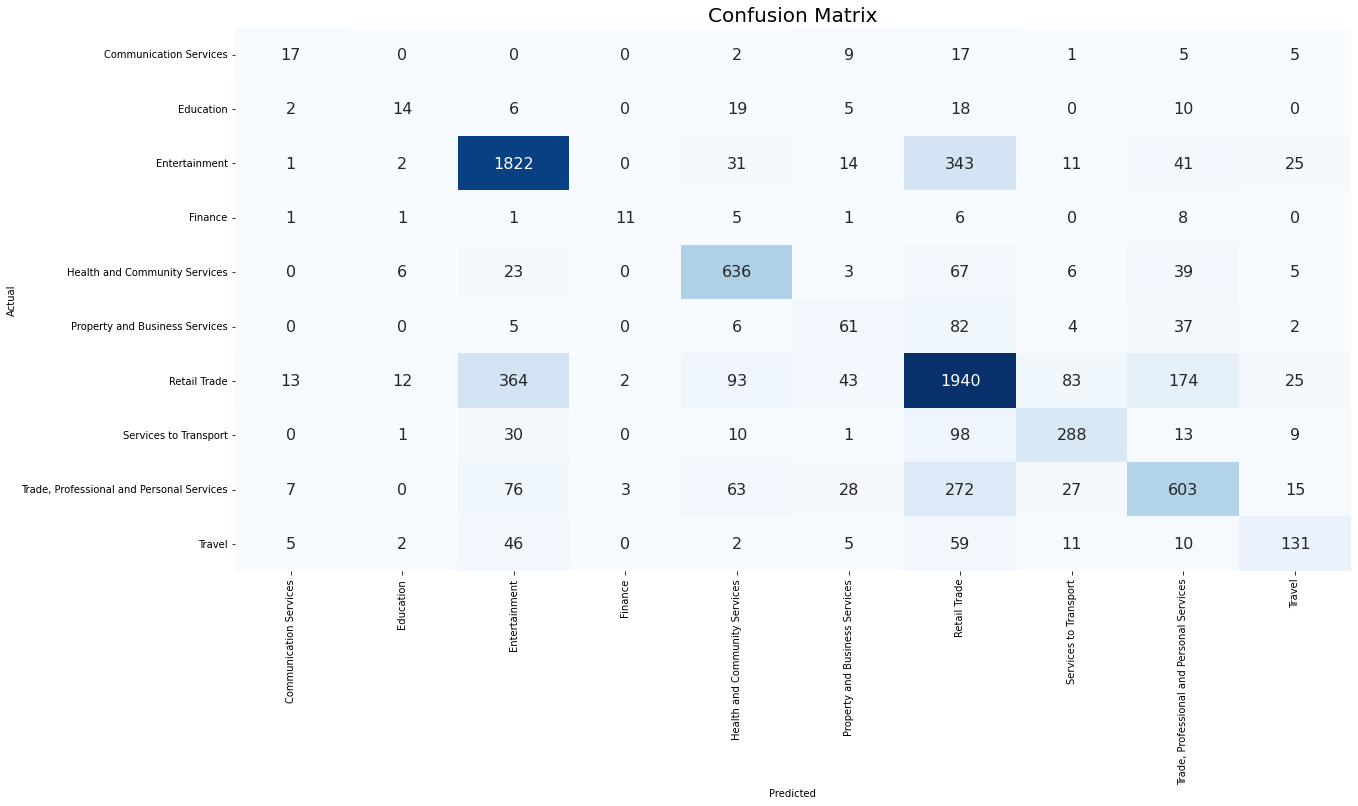 Confusion Matrix
Communication Services 17 0 0 0 2 9 17 1 5 5
Education 2 14 6 0 19 5 18 0 10 0
Entertainment 1 2 1822 0 31 14 343 11 41 25
Finance 1 1 1 11 5 1 6 0 8 0
Health and Community Services 0 6 23 0 636 3 67 6 39 5
Actual
Property and Business Services 0 0 5 0 6 61 82 4 37 2
Retail Trade 13 12 364 2 93 43 1940 83 174 25
Services to Transport 0 1 30 0 10 1 98 288 13 9
Trade, Professional and Personal Services 7 0 76 3 63 28 272 27 603 15
Travel 5 2 46 0 2 5 59 11 10 131
Communication Services
Education
Entertainment
Finance
Health and Community Services
Property and Business Services
Retail Trade
Services to Transport
Trade, Professional and Personal Services
Travel
Predicted